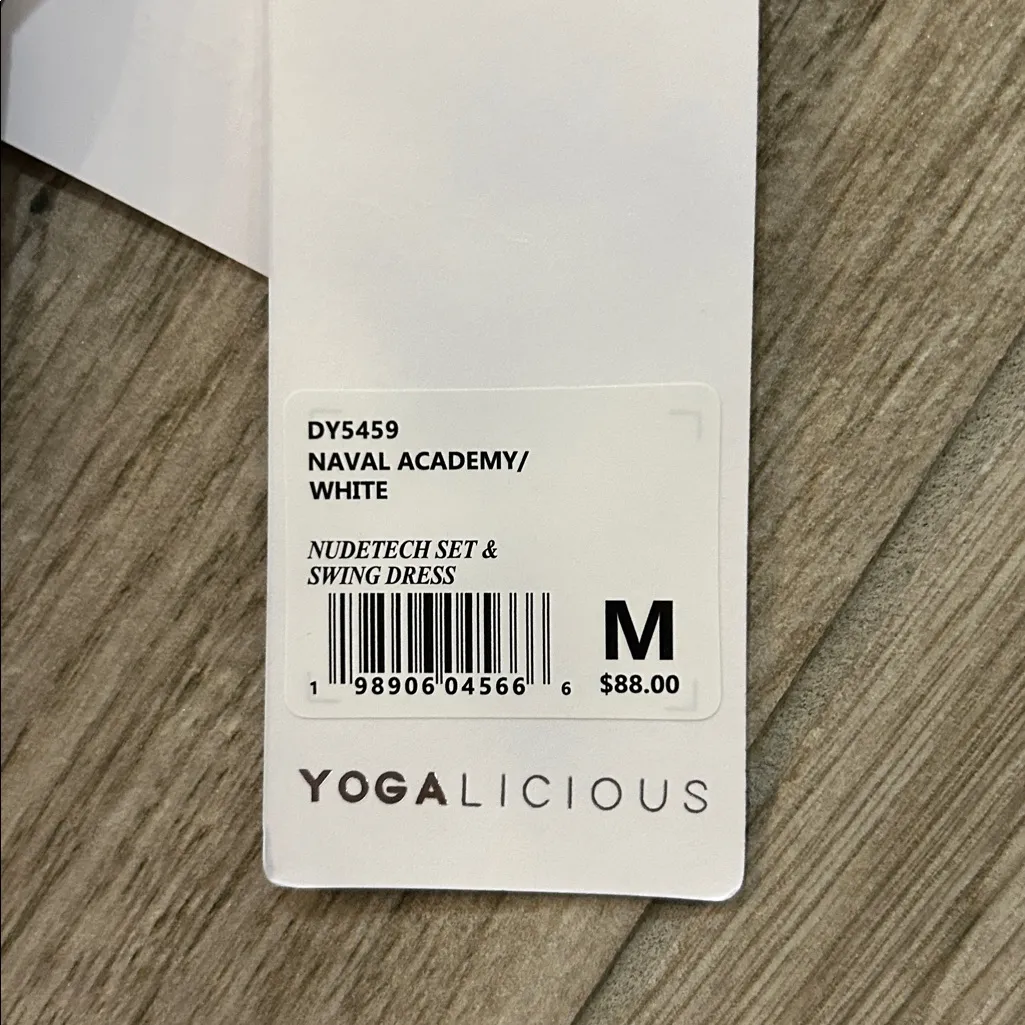 DY5459
NAVAL ACADEMY/
WHITE
NUDETECH SET &
SWING DRESS
M
1 98906 04566 6
$88.00
YOGALICIOUS